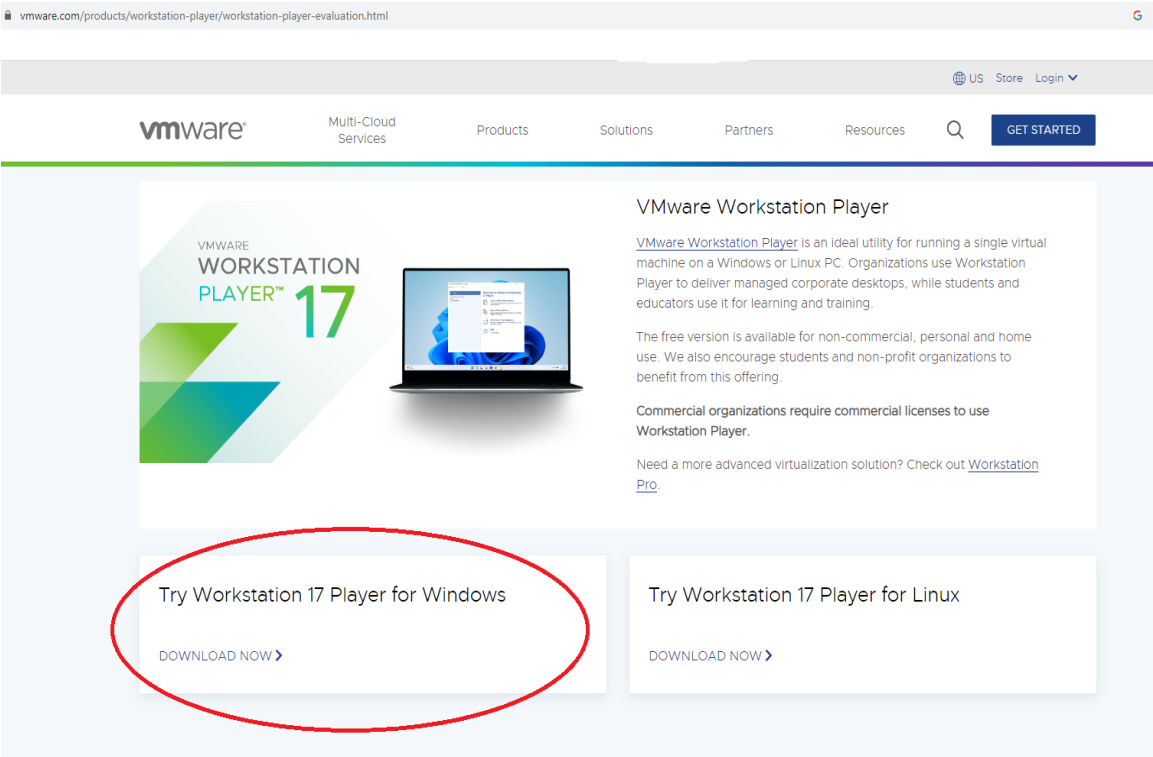 vmware.com/products/workstation-player/workstation-player-evaluation.html
US Store Login
vmware®
Multi-Cloud
Services
Products
Solutions
Partners
Resources
GET STARTED
VMWARE
WORKSTATION
PLAYER™
17
VMware Workstation Player
VMware Workstation Player is an ideal utility for running a single virtual
machine on a Windows or Linux PC. Organizations use Workstation
Player to deliver managed corporate desktops, while students and
educators use it for learning and training.
The free version is available for non-commercial, personal and home
use. We also encourage students and non-profit organizations to
benefit from this offering.
Commercial organizations require commercial licenses to use
Workstation Player.
Need a more advanced virtualization solution? Check out Workstation
Pro.
Try Workstation 17 Player for Windows
DOWNLOAD NOW
Try Workstation 17 Player for Linux
DOWNLOAD NOW